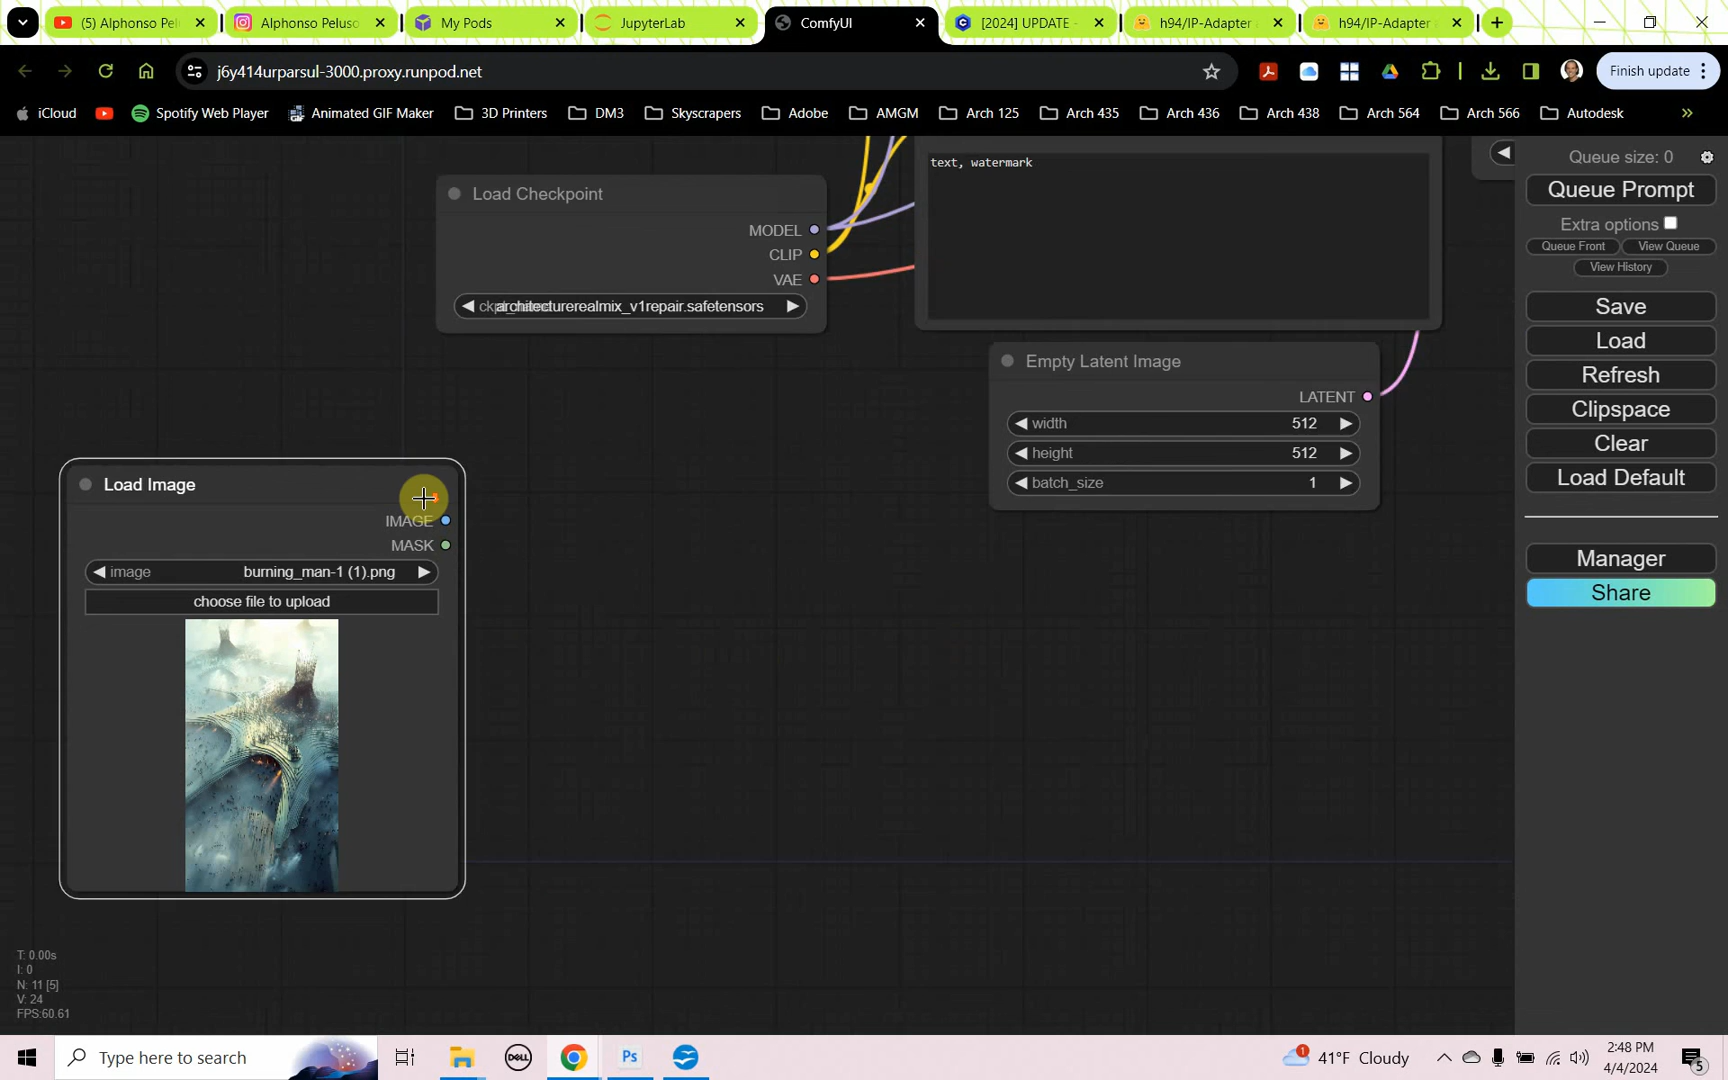 (5) Alphonso Pel
Alphonso Peluso
My Pods
JupyterLab
ComfyUI
[2024] UPDATE -
h94/IP-Adapter
h94/IP-Adapter
j6y414urparsul-3000.proxy.runpod.net
Finish update
iCloud
Spotify Web Player
Animated GIF Maker
3D Printers
DM3
Skyscrapers
Adobe
AMGM
Arch 125
Arch 435
Arch 436
Arch 438
Arch 564
Arch 566
Autodesk
»
text, watermark
Load Checkpoint
MODEL
CLIP
VAE
architecturerealmix_v1repair.safetensors
Empty Latent Image
LATENT
width 512
height 512
batch_size 1
Load Image
IMAGE
MASK
image burning_man-1 (1).png
choose file to upload
Queue size: 0
Queue Prompt
Extra options
Queue Front
View Queue
View History
Save
Load
Refresh
Clipspace
Clear
Load Default
Manager
Share
T: 0.00s
I: 0
N: 11 [5]
V: 24
FPS:60.61
Type here to search
DELL
Ps
1
41°F Cloudy
2:48 PM
4/4/2024
5